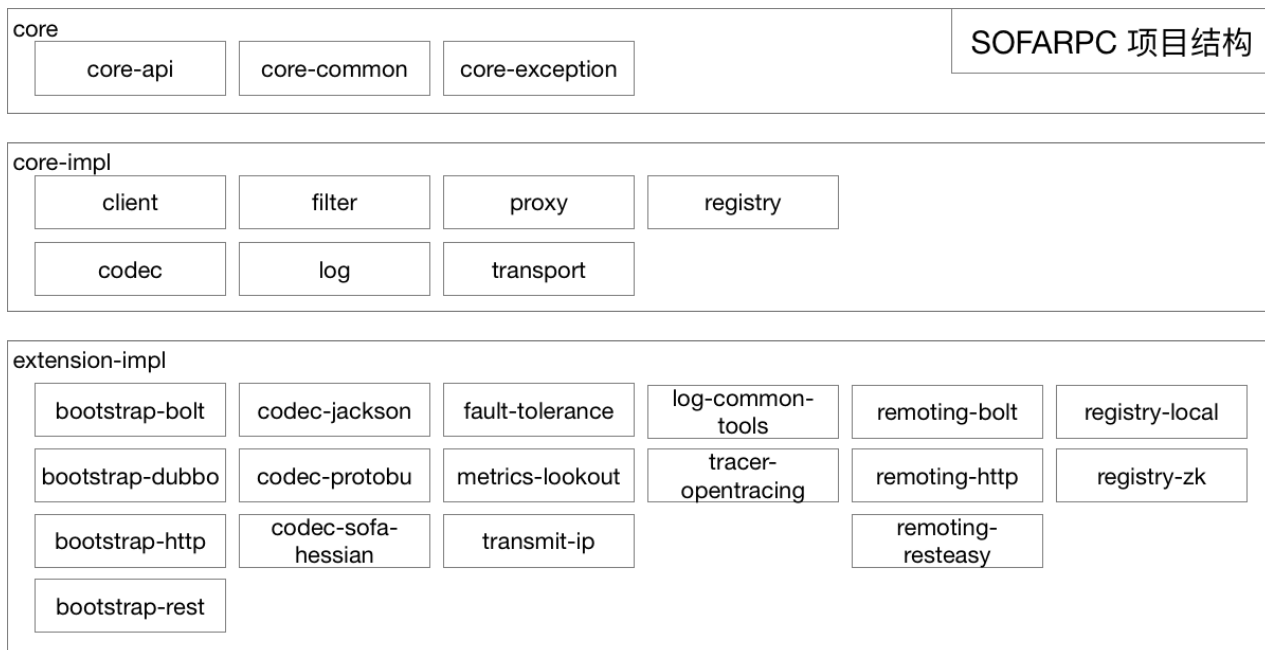 core
SOFARPC 项目结构
core-api
core-common
core-exception
core-impl
client
filter
proxy
registry
codec
log
transport
extension-impl
bootstrap-bolt
codec-jackson
fault-tolerance
log-common-
tools
remoting-bolt
registry-local
bootstrap-dubbo
codec-protobu
metrics-lookout
tracer-
opentracing
remoting-http
registry-zk
bootstrap-http
codec-sofa-
hessian
transmit-ip
remoting-
resteasy
bootstrap-rest